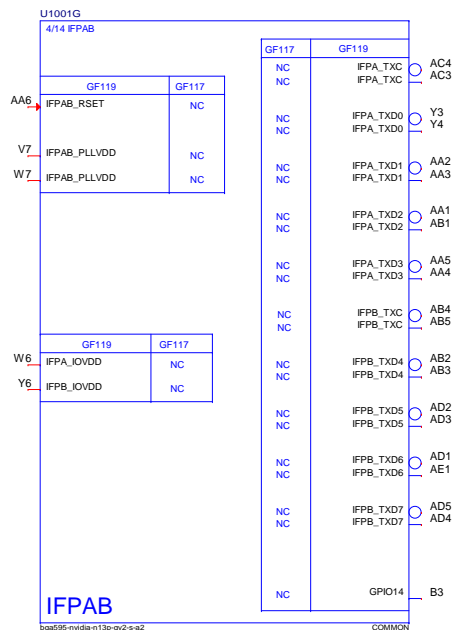 U1001G
4/14 IFPAB
GF119 GF117
AA6 IFPAB_RSET NC
V7 IFPAB_PLLVDD NC
W7 IFPAB_PLLVDD NC
GF119 GF117
W6 IFPA_IOVDD NC
Y6 IFPB_IOVDD NC
GF117 GF119
NC IFPA_TXC AC4
NC IFPA_TXC AC3
NC IFPA_TXD0 Y3
NC IFPA_TXD0 Y4
NC IFPA_TXD1 AA2
NC IFPA_TXD1 AA3
NC IFPA_TXD2 AA1
NC IFPA_TXD2 AB1
NC IFPA_TXD3 AA5
NC IFPA_TXD3 AA4
NC IFPB_TXC AB4
NC IFPB_TXC AB5
NC IFPB_TXD4 AB2
NC IFPB_TXD4 AB3
NC IFPB_TXD5 AD2
NC IFPB_TXD5 AD3
NC IFPB_TXD6 AD1
NC IFPB_TXD6 AE1
NC IFPB_TXD7 AD5
NC IFPB_TXD7 AD4
NC GPIO14 B3
IFPAB
bga595-nvidia-n13p-gv2-s-a2 COMMON